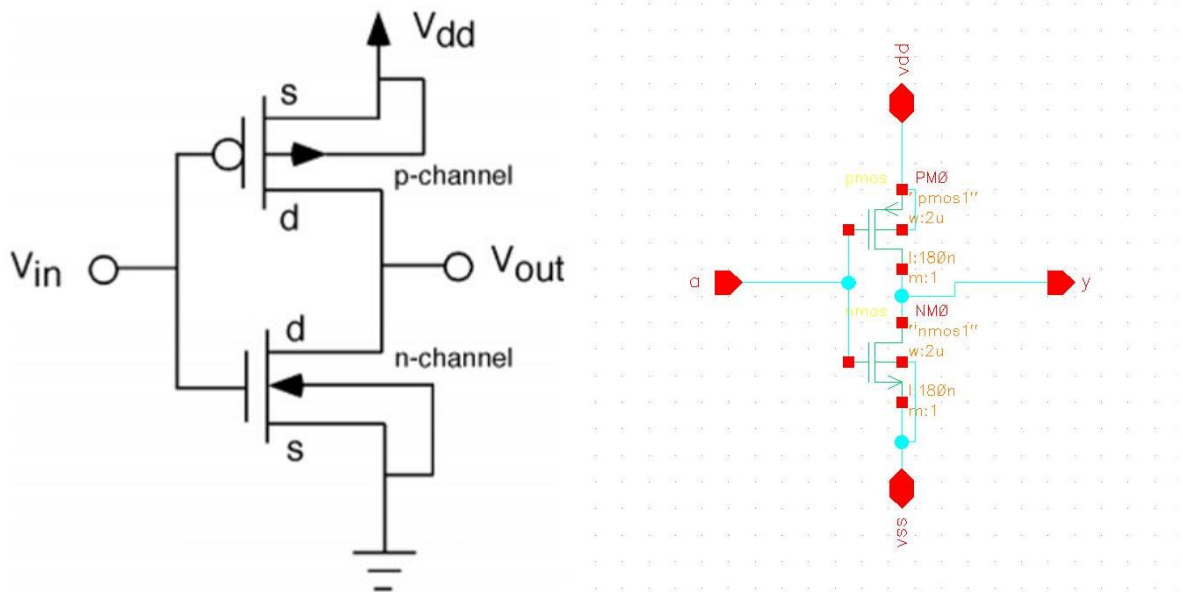 Vdd
s
p-channel
d
Vin
Vout
d
n-channel
s
vdd
pmos
PM0
"pmos1"
w:2u
l:180n
m:1
a
y
nmos
NM0
"nmos1"
w:2u
l:180n
m:1
vss